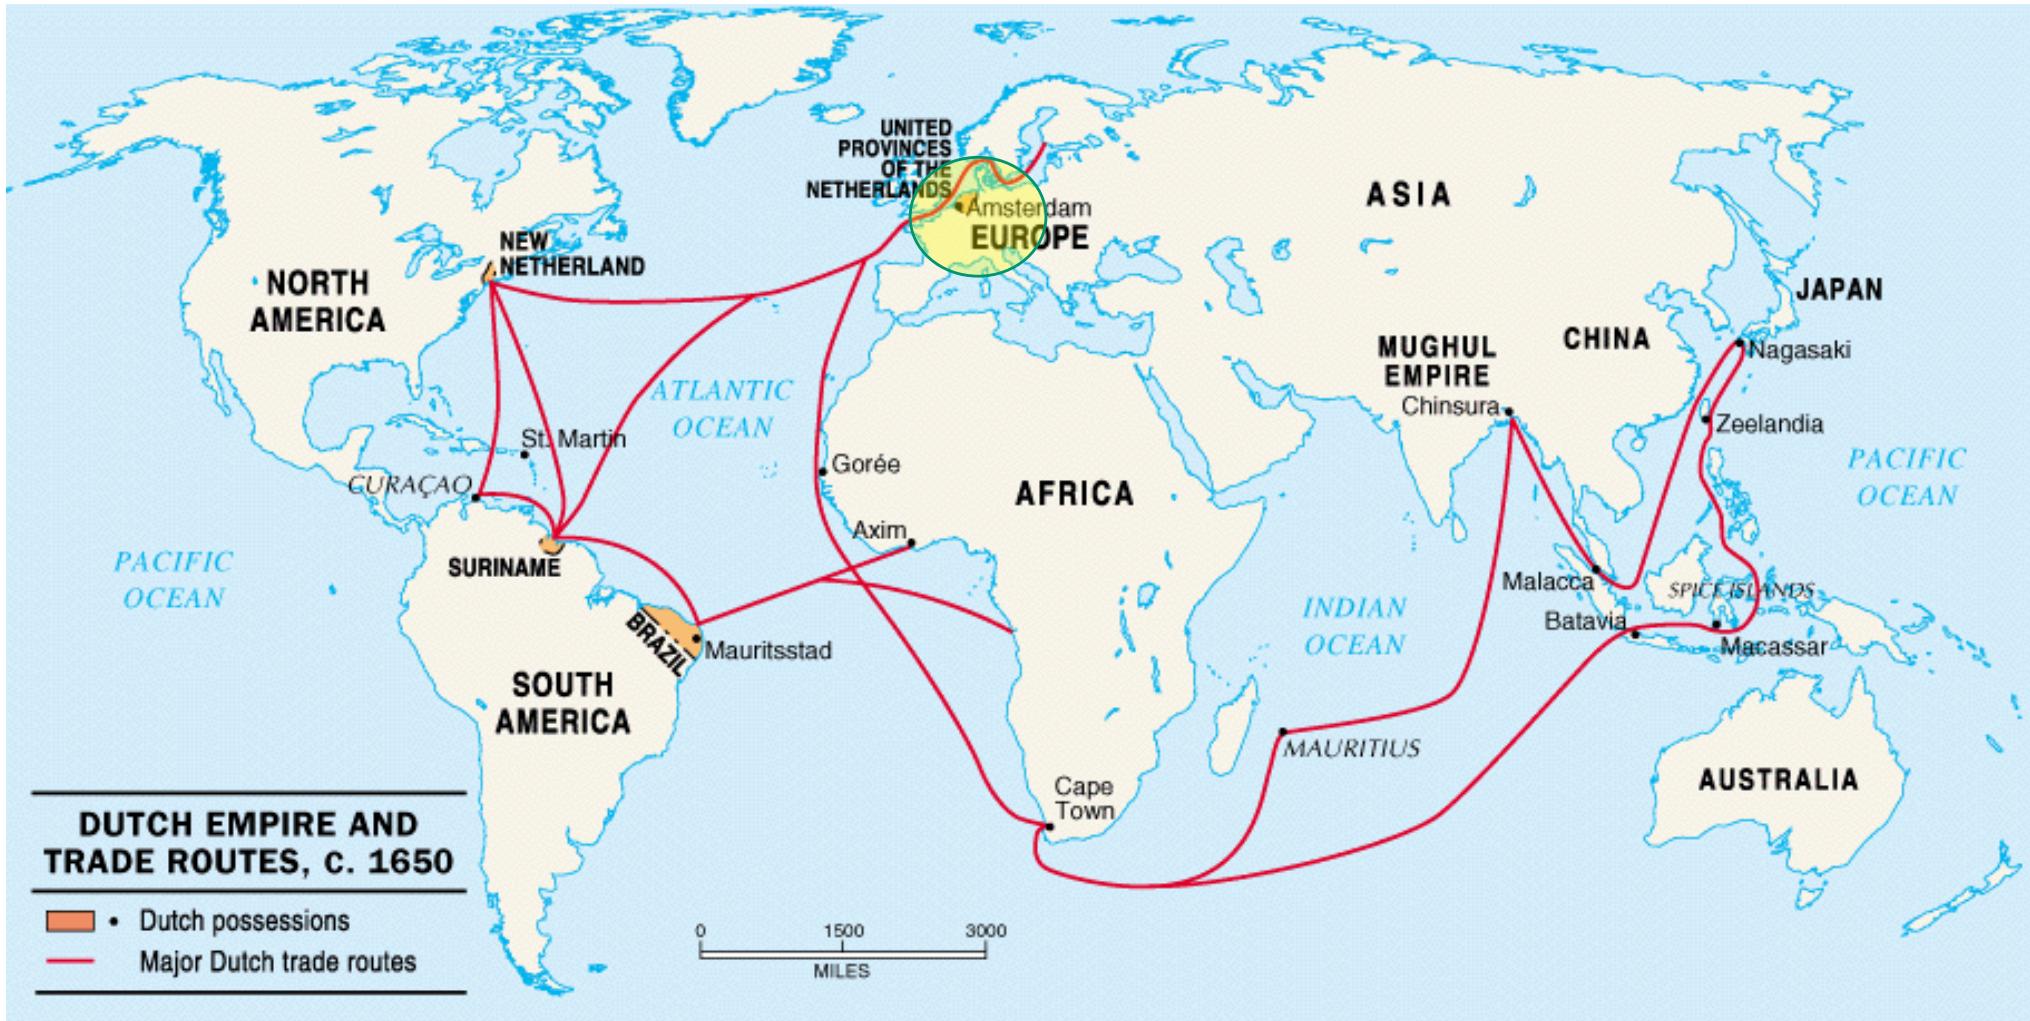 UNITED
PROVINCES
OF THE
NETHERLANDS
Amsterdam
EUROPE
ASIA
NEW
NETHERLAND
NORTH
AMERICA
JAPAN
CHINA
Nagasaki
MUGHUL
EMPIRE
Chinsura
ATLANTIC
OCEAN
Zeelandia
St. Martin
CURAÇAO
Gorée
AFRICA
PACIFIC
OCEAN
Axim
SURINAME
PACIFIC
OCEAN
Malacca
SPICE ISLANDS
INDIAN
OCEAN
Batavia
Macassar
BRAZIL
Mauritsstad
SOUTH
AMERICA
MAURITIUS
Cape
Town
AUSTRALIA
DUTCH EMPIRE AND
TRADE ROUTES, C. 1650
Dutch possessions
Major Dutch trade routes
0 1500 3000
MILES